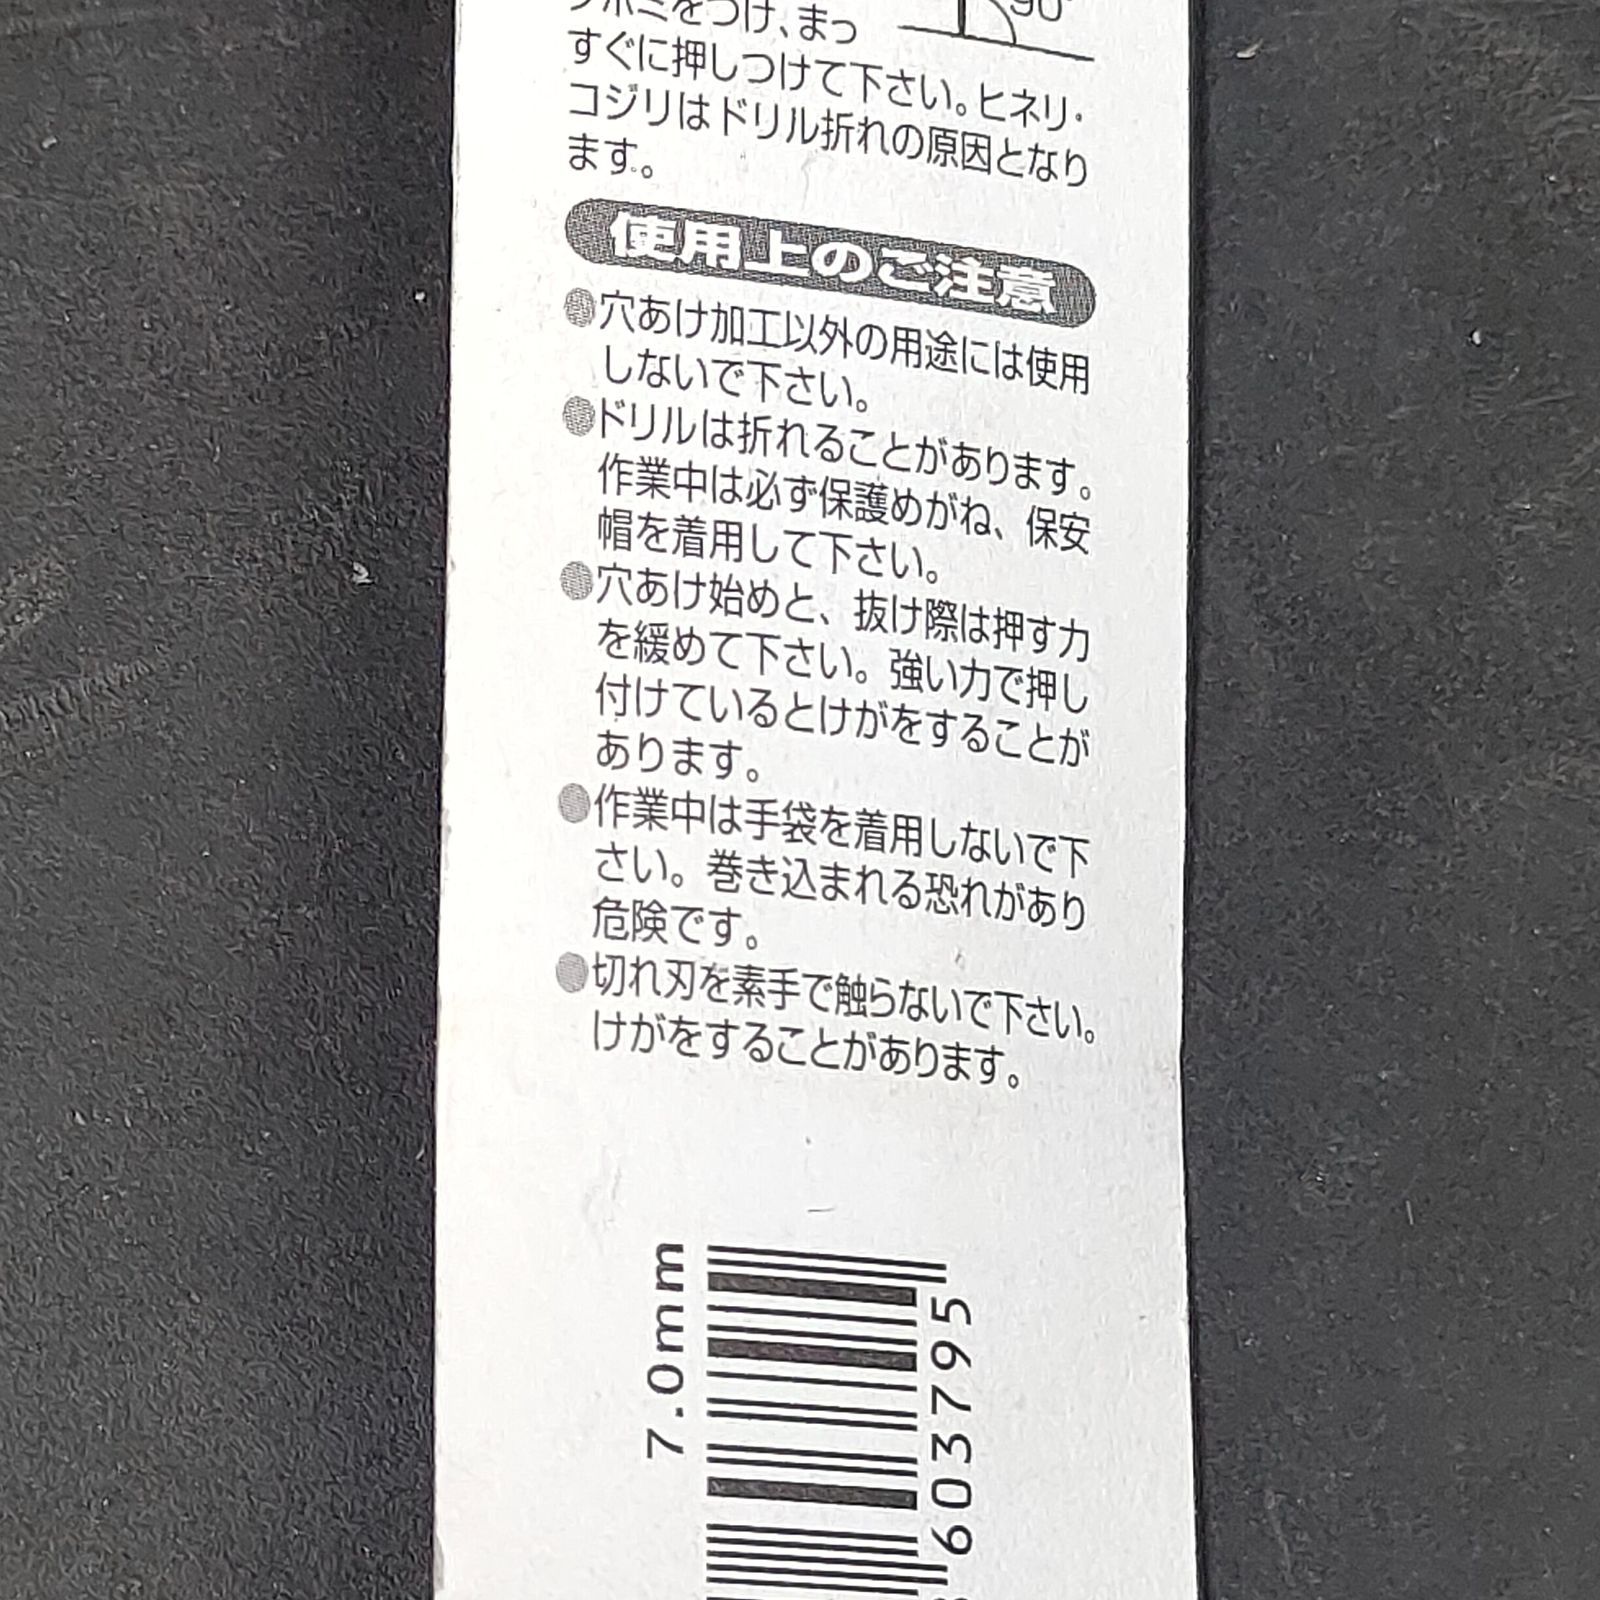 クボミをつけ、まっ
90°
すぐに押しつけて下さい。ヒネリ・
コジリはドリル折れの原因となり
ます。
使用上のご注意
●穴あけ加工以外の用途には使用
しないで下さい。
●ドリルは折れることがあります。
作業中は必ず保護めがね、保安
帽を着用して下さい。
●穴あけ始めと、抜け際は押す力
を緩めて下さい。強い力で押し
付けているとけがをすることが
あります。
●作業中は手袋を着用しないで下
さい。巻き込まれる恐れがあり
危険です。
●切れ刃を素手で触らないで下さい。
けがをすることがあります。
7.0mm
603795